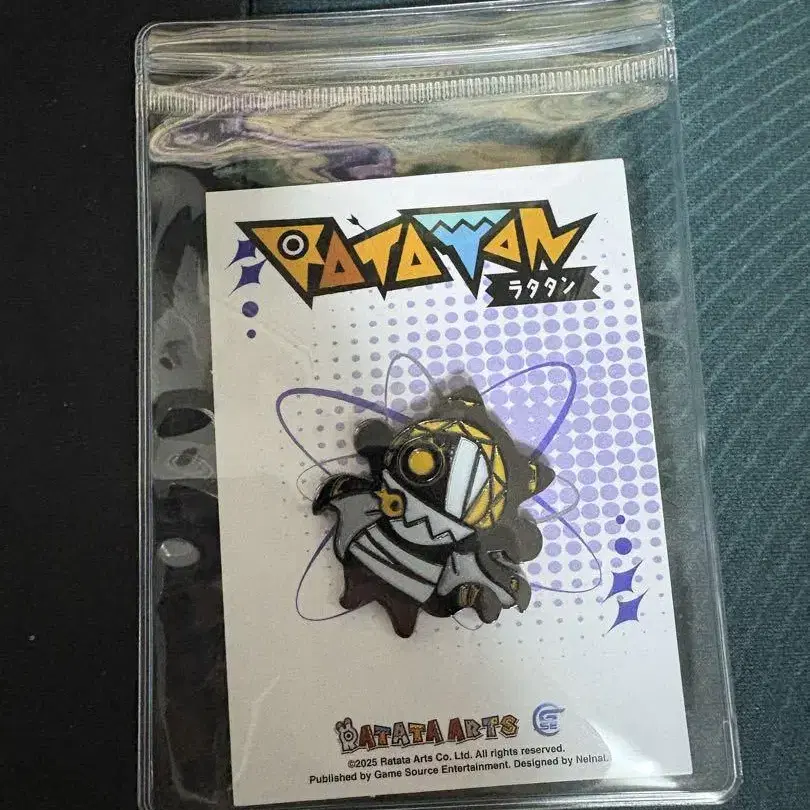 RATATAN
ラタタン
RATATA ARTS
©2025 Ratata Arts Co. Ltd. All rights reserved.
Published by Game Source Entertainment. Designed by Nelnal.